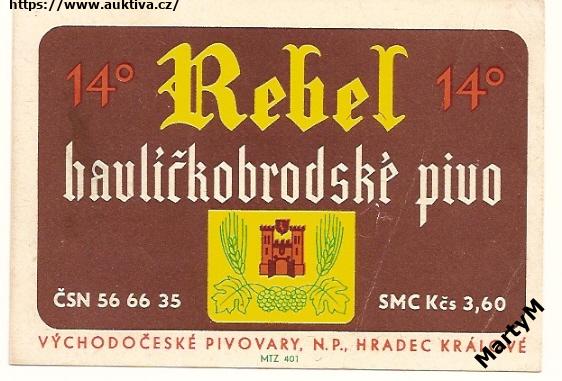 https://www.auktiva.cz/
14° Rebel 14°
havlíčkobrodské pivo
ČSN 56 66 35
SMC Kčs 3,60
VÝCHODOČESKÉ PIVOVARY, N.P., HRADEC KRÁLOVÉ
MTZ 401
MartyM